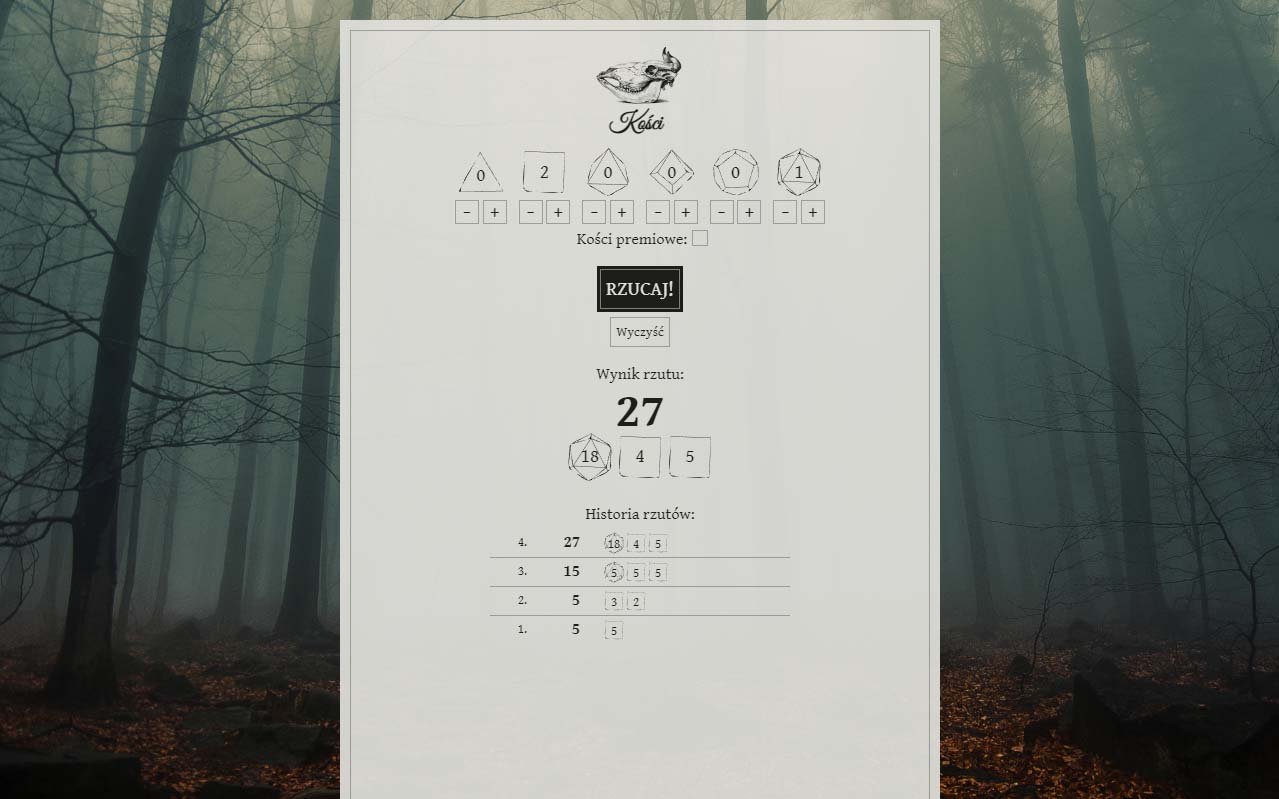 Kości
0 2 0 0 0 1
- + - + - + - + - + - +
Kości premiowe:
RZUCAJ!
Wyczyść
Wynik rzutu:
27
18 4 5
Historia rzutów:
4. 27 18 4 5
3. 15 5 5 5
2. 5 3 2
1. 5 5